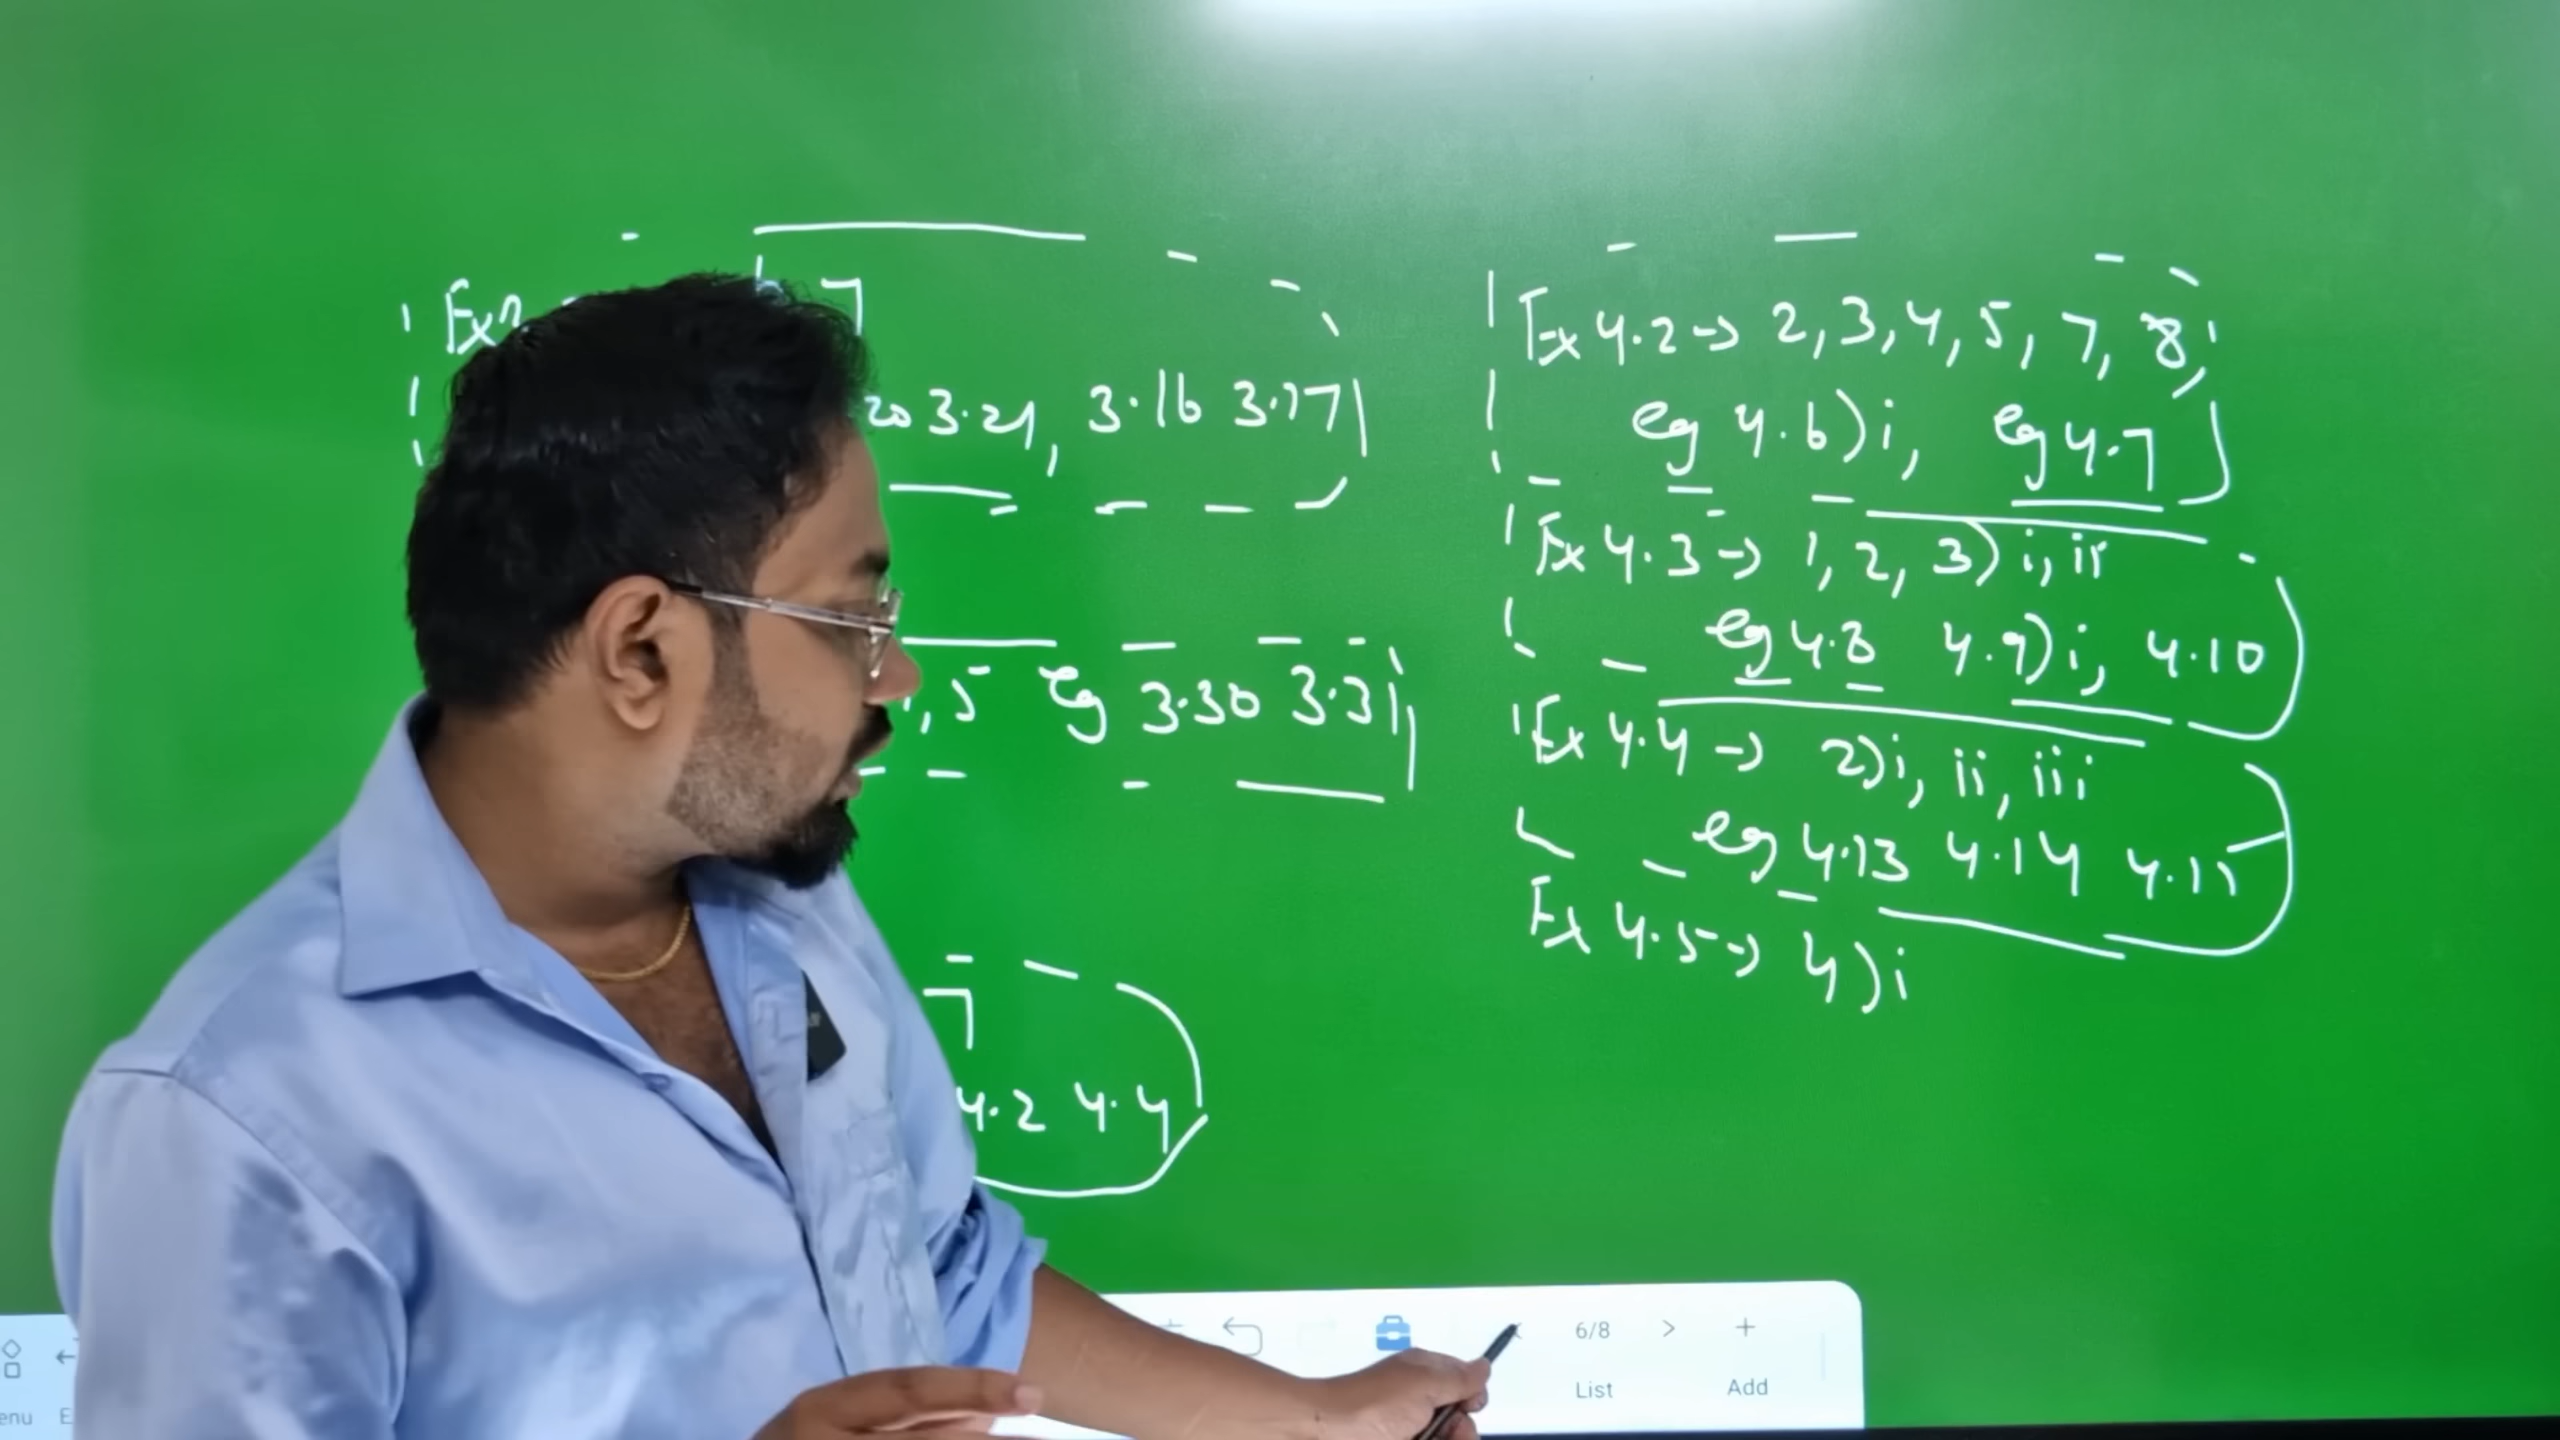 Ex
7
20 3.21, 3.16 3.17
, 5 eg 3.30 3.31,
7
4.2 4.4
Ex 4.2 → 2, 3, 4, 5, 7, 8,
eg 4.6) i, eg 4.7
Ex 4.3 → 1, 2, 3) i, ii
eg 4.8 4.9) i, 4.10
Ex 4.4 → 2) i, ii, iii
eg 4.13 4.14 4.15
Ex 4.5 → 4) i
6/8
List
Add
enu